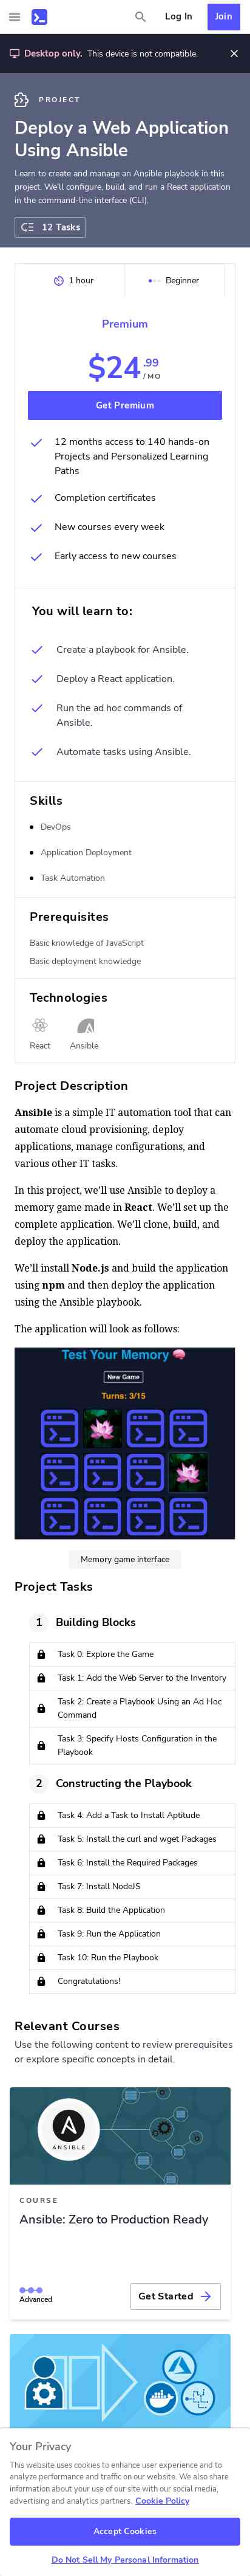 Log In
Join
Desktop only. This device is not compatible.
PROJECT
Deploy a Web Application
Using Ansible
Learn to create and manage an Ansible playbook in this
project. We'll configure, build, and run a React application
in the command-line interface (CLI).
12 Tasks
1 hour
Beginner
Premium
$24.99
/MO
Get Premium
12 months access to 140 hands-on
Projects and Personalized Learning
Paths
Completion certificates
New courses every week
Early access to new courses
You will learn to:
Create a playbook for Ansible.
Deploy a React application.
Run the ad hoc commands of
Ansible.
Automate tasks using Ansible.
Skills
DevOps
Application Deployment
Task Automation
Prerequisites
Basic knowledge of JavaScript
Basic deployment knowledge
Technologies
React
Ansible
Project Description
Ansible is a simple IT automation tool that can
automate cloud provisioning, deploy
applications, manage configurations, and
various other IT tasks.
In this project, we'll use Ansible to deploy a
memory game made in React. We'll set up the
complete application. We'll clone, build, and
deploy the application.
We'll install Node.js and build the application
using npm and then deploy the application
using the Ansible playbook.
The application will look as follows:
Test Your Memory 🧠
New Game
Turns: 3/15
Memory game interface
Project Tasks
1 Building Blocks
Task 0: Explore the Game
Task 1: Add the Web Server to the Inventory
Task 2: Create a Playbook Using an Ad Hoc
Command
Task 3: Specify Hosts Configuration in the
Playbook
2 Constructing the Playbook
Task 4: Add a Task to Install Aptitude
Task 5: Install the curl and wget Packages
Task 6: Install the Required Packages
Task 7: Install NodeJS
Task 8: Build the Application
Task 9: Run the Application
Task 10: Run the Playbook
Congratulations!
Relevant Courses
Use the following content to review prerequisites
or explore specific concepts in detail.
ANSIBLE
COURSE
Ansible: Zero to Production Ready
Advanced
Get Started
Your Privacy
This website uses cookies to enhance user experience and to
analyze performance and traffic on our website. We also share
information about your use of our site with our social media,
advertising and analytics partners. Cookie Policy
Accept Cookies
Do Not Sell My Personal Information